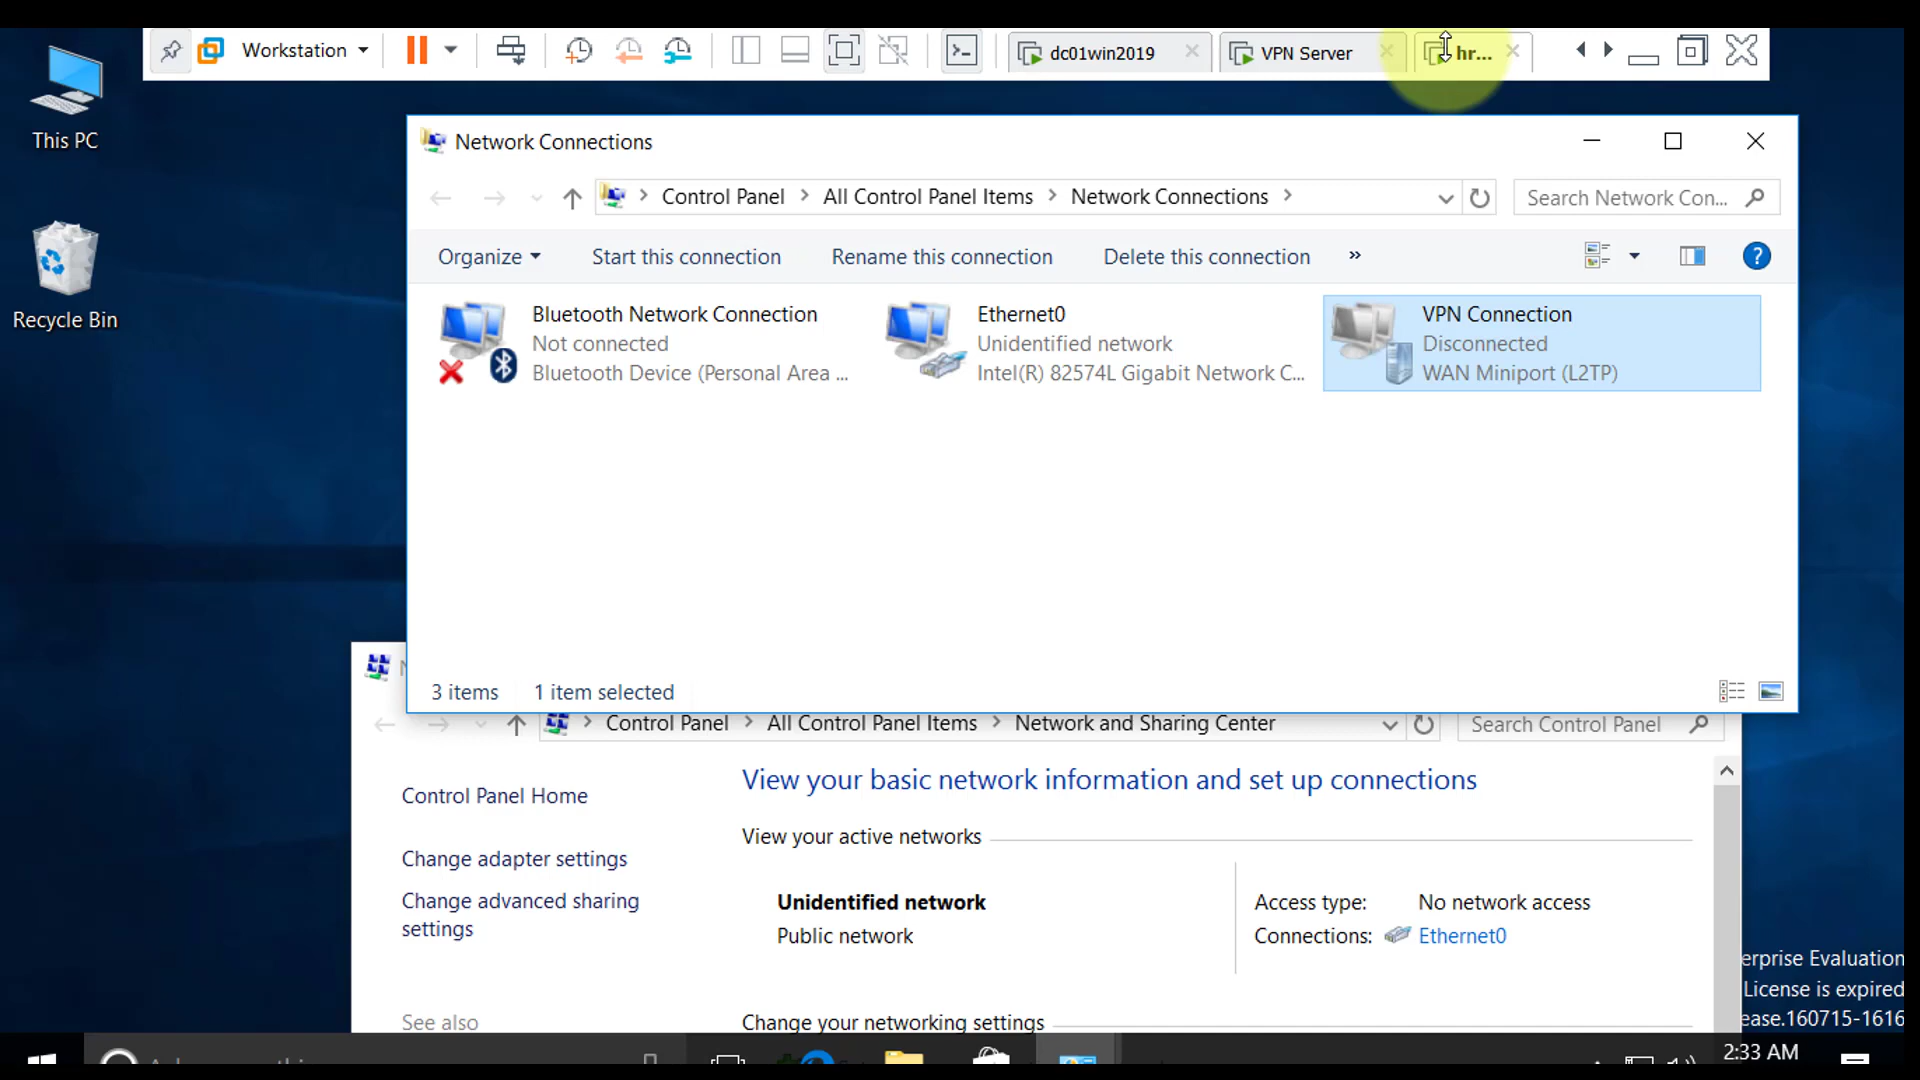 Workstation
dc01win2019
VPN Server
hr...
This PC
Recycle Bin
Network Connections
Control Panel
All Control Panel Items
Network Connections
Search Network Con...
Organize
Start this connection
Rename this connection
Delete this connection
»
Bluetooth Network Connection
Not connected
Bluetooth Device (Personal Area ...
Ethernet0
Unidentified network
Intel(R) 82574L Gigabit Network C...
VPN Connection
Disconnected
WAN Miniport (L2TP)
3 items
1 item selected
Control Panel
All Control Panel Items
Network and Sharing Center
Search Control Panel
Control Panel Home
Change adapter settings
Change advanced sharing
settings
See also
View your basic network information and set up connections
View your active networks
Unidentified network
Public network
Access type:
No network access
Connections:
Ethernet0
Change your networking settings
erprise Evaluation
License is expired
ease.160715-1616
2:33 AM